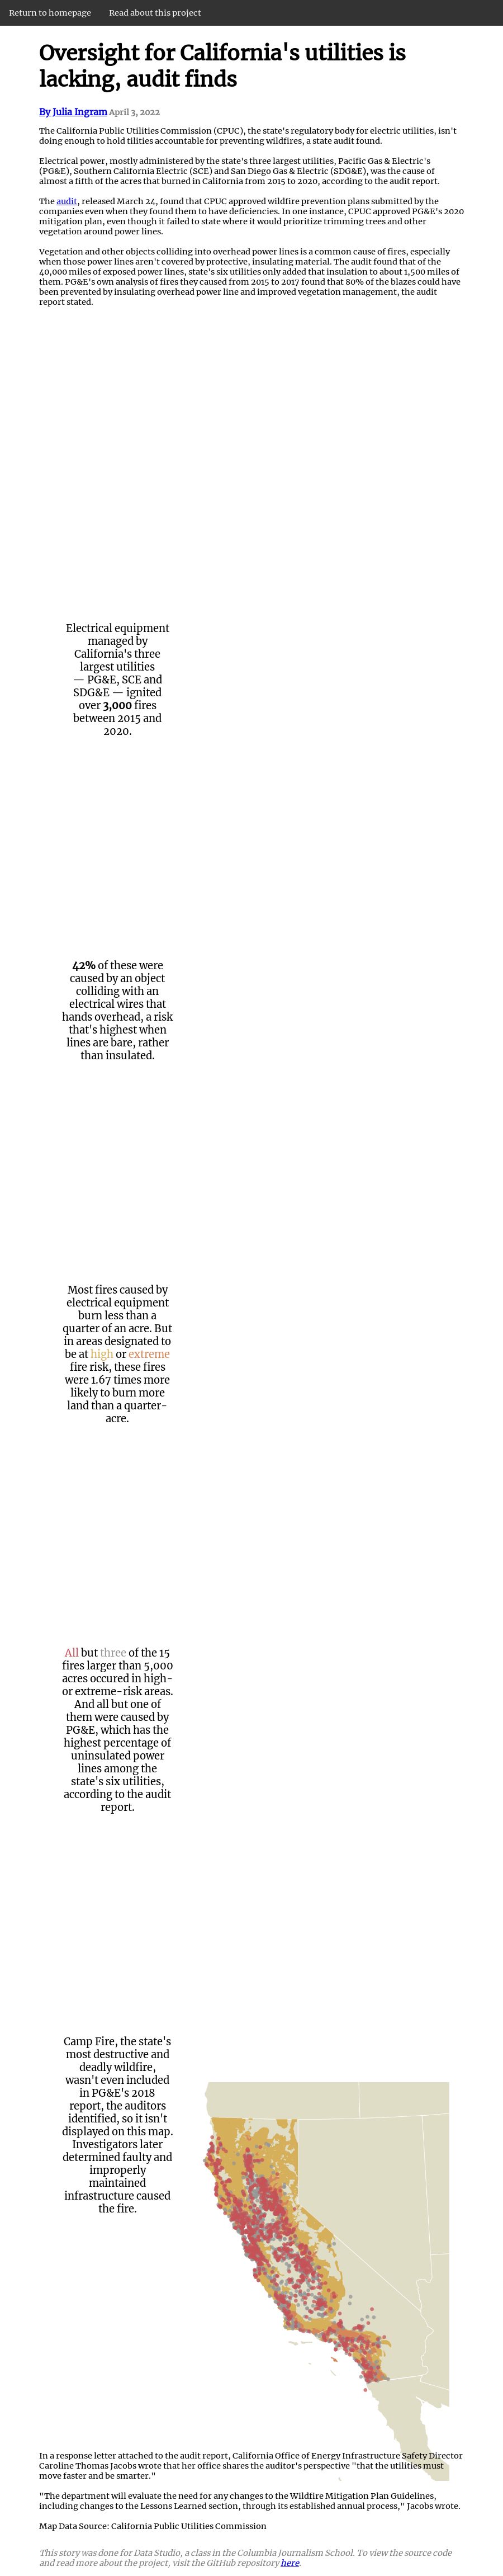 Return to homepage Read about this project
Oversight for California's utilities is
lacking, audit finds
By Julia Ingram April 3, 2022
The California Public Utilities Commission (CPUC), the state's regulatory body for electric utilities, isn't
doing enough to hold tilities accountable for preventing wildfires, a state audit found.
Electrical power, mostly administered by the state's three largest utilities, Pacific Gas & Electric's
(PG&E), Southern California Electric (SCE) and San Diego Gas & Electric (SDG&E), was the cause of
almost a fifth of the acres that burned in California from 2015 to 2020, according to the audit report.
The audit, released March 24, found that CPUC approved wildfire prevention plans submitted by the
companies even when they found them to have deficiencies. In one instance, CPUC approved PG&E's 2020
mitigation plan, even though it failed to state where it would prioritize trimming trees and other
vegetation around power lines.
Vegetation and other objects colliding into overhead power lines is a common cause of fires, especially
when those power lines aren't covered by protective, insulating material. The audit found that of the
40,000 miles of exposed power lines, state's six utilities only added that insulation to about 1,500 miles of
them. PG&E's own analysis of fires they caused from 2015 to 2017 found that 80% of the blazes could have
been prevented by insulating overhead power line and improved vegetation management, the audit
report stated.
Electrical equipment
managed by
California's three
largest utilities
— PG&E, SCE and
SDG&E — ignited
over 3,000 fires
between 2015 and
2020.
42% of these were
caused by an object
colliding with an
electrical wires that
hands overhead, a risk
that's highest when
lines are bare, rather
than insulated.
Most fires caused by
electrical equipment
burn less than a
quarter of an acre. But
in areas designated to
be at high or extreme
fire risk, these fires
were 1.67 times more
likely to burn more
land than a quarter-
acre.
All but three of the 15
fires larger than 5,000
acres occured in high-
or extreme-risk areas.
And all but one of
them were caused by
PG&E, which has the
highest percentage of
uninsulated power
lines among the
state's six utilities,
according to the audit
report.
Camp Fire, the state's
most destructive and
deadly wildfire,
wasn't even included
in PG&E's 2018
report, the auditors
identified, so it isn't
displayed on this map.
Investigators later
determined faulty and
improperly
maintained
infrastructure caused
the fire.
In a response letter attached to the audit report, California Office of Energy Infrastructure Safety Director
Caroline Thomas Jacobs wrote that her office shares the auditor's perspective "that the utilities must
move faster and be smarter."
"The department will evaluate the need for any changes to the Wildfire Mitigation Plan Guidelines,
including changes to the Lessons Learned section, through its established annual process," Jacobs wrote.
Map Data Source: California Public Utilities Commission
This story was done for Data Studio, a class in the Columbia Journalism School. To view the source code
and read more about the project, visit the GitHub repository here.